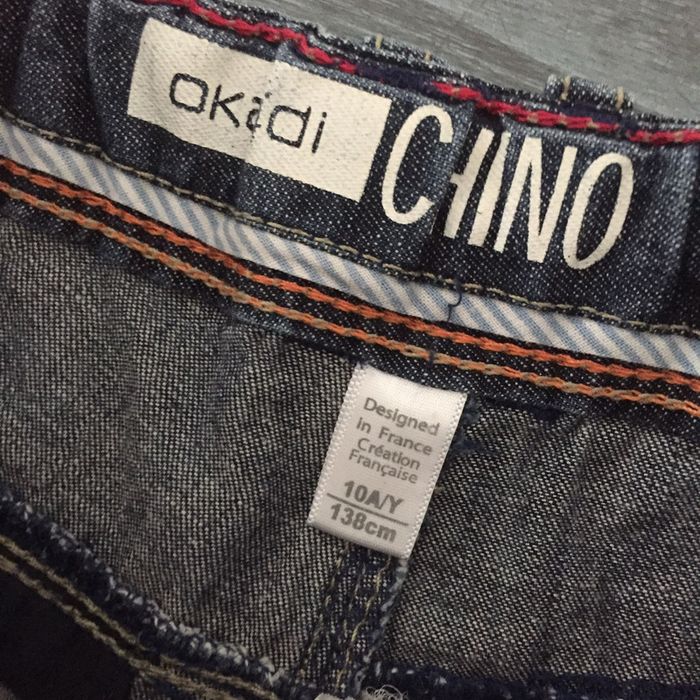 okaidi CHINO
Designed
in France
Création
Française
10A/Y
138cm